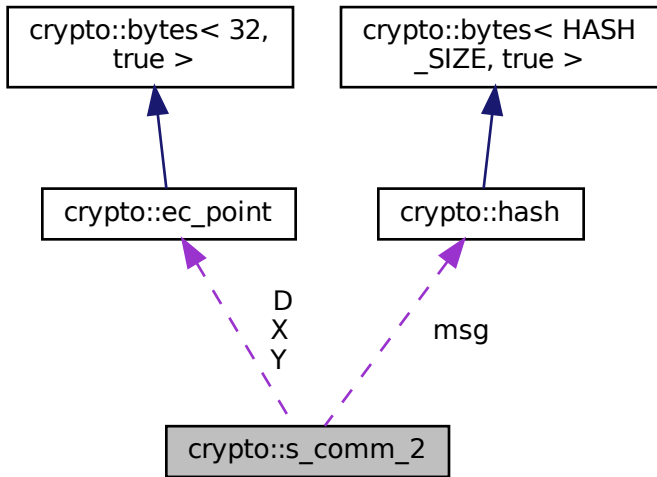 crypto::bytes< 32,
true >
crypto::bytes< HASH
_SIZE, true >
crypto::ec_point
crypto::hash
D
X
Y
msg
crypto::s_comm_2